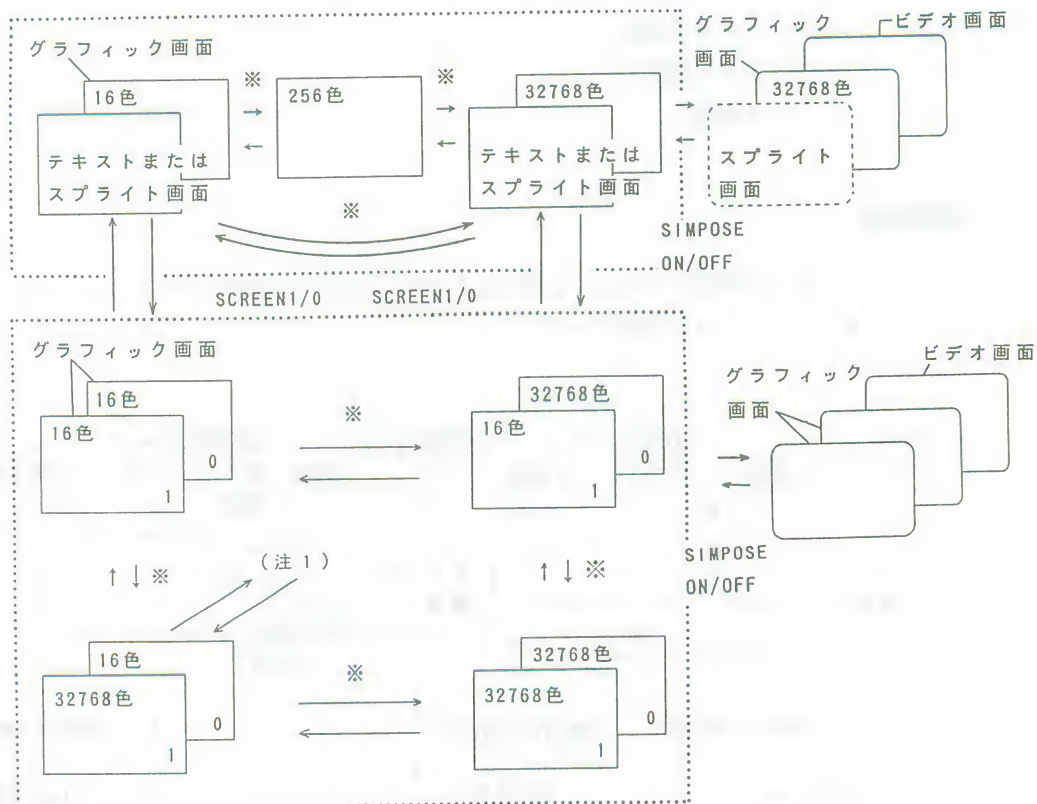 グラフィック画面
16色
テキストまたは
スプライト画面
※
256色
※
32768色
テキストまたは
スプライト画面
※
グラフィック
画面
ビデオ画面
32768色
スプライト
画面
SIMPOSE
ON/OFF
SCREEN1/0
SCREEN1/0
グラフィック画面
16色
16色
0
1
※
32768色
16色
0
1
グラフィック
画面
ビデオ画面
SIMPOSE
ON/OFF
↑↓※
(注1)
↑↓※
16色
32768色
0
1
※
32768色
32768色
0
1